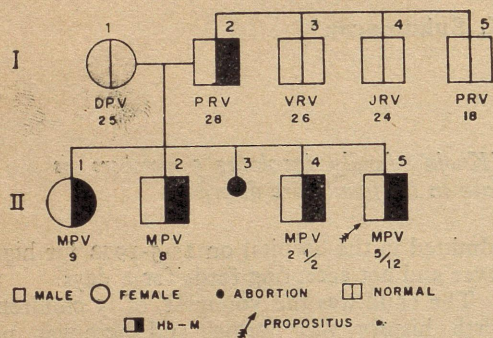 1 2 3 4 5
I
DPV PRV VRV JRV PRV
25 28 26 24 18
1 2 3 4 5
II
MPV MPV MPV MPV
9 8 2 1/2 5/12
MALE FEMALE ABORTION NORMAL
Hb-M PROPOSITUS